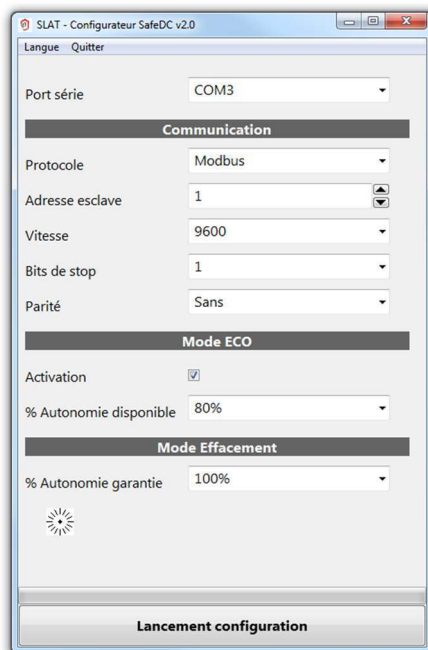 SLAT - Configurateur SafeDC v2.0
Langue Quitter
Port série COM3
Communication
Protocole Modbus
Adresse esclave 1
Vitesse 9600
Bits de stop 1
Parité Sans
Mode ECO
Activation
% Autonomie disponible 80%
Mode Effacement
% Autonomie garantie 100%
Lancement configuration